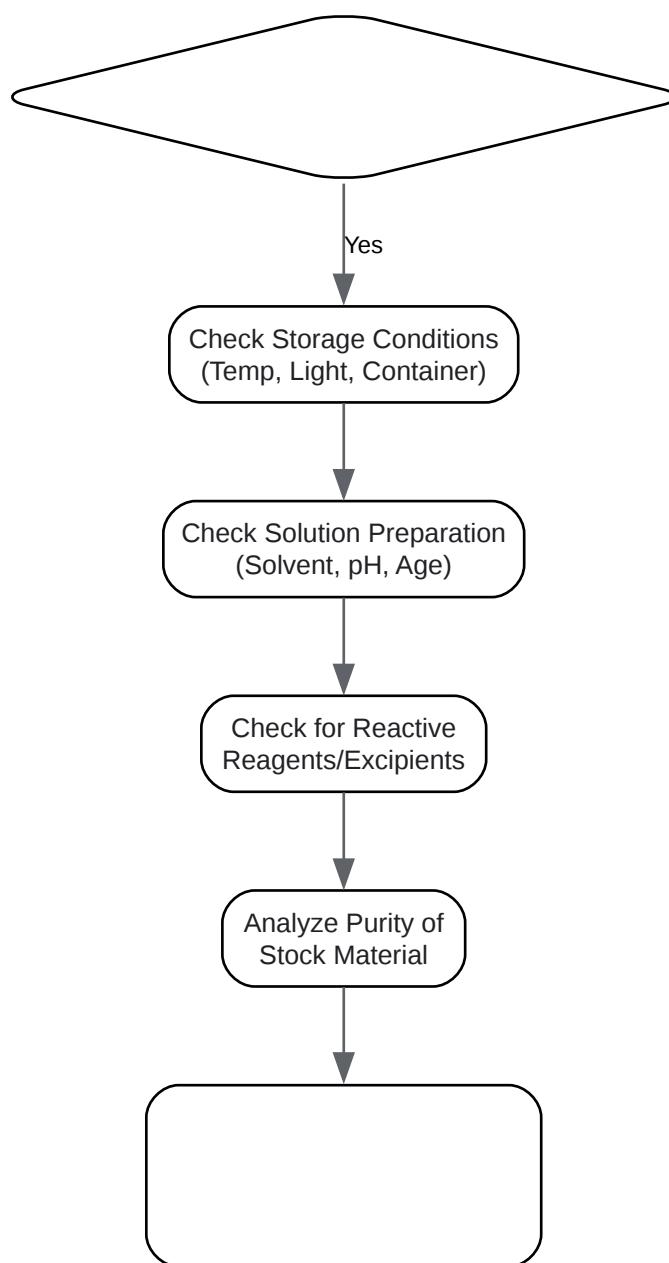 Yes
Check Storage Conditions
(Temp, Light, Container)
Check Solution Preparation
(Solvent, pH, Age)
Check for Reactive
Reagents/Excipients
Analyze Purity of
Stock Material